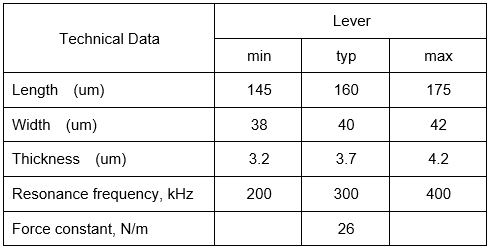 Technical Data
Lever
min typ max
Length (um) 145 160 175
Width (um) 38 40 42
Thickness (um) 3.2 3.7 4.2
Resonance frequency, kHz 200 300 400
Force constant, N/m 26